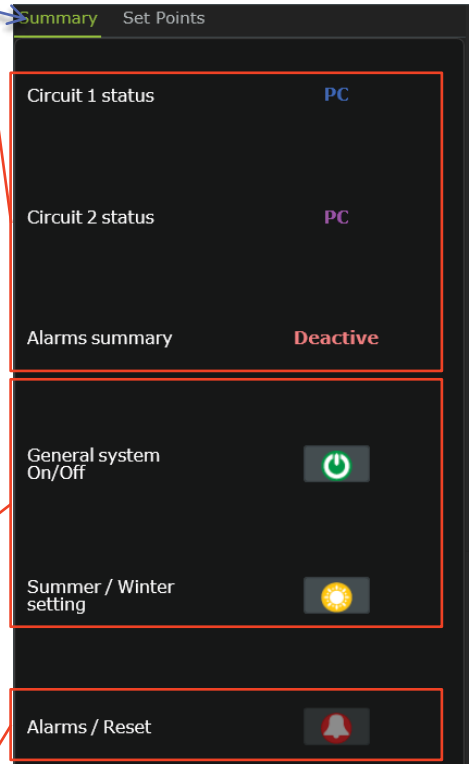 Summary Set Points
Circuit 1 status PC
Circuit 2 status PC
Alarms summary Deactive
General system
On/Off
Summer / Winter
setting
Alarms / Reset